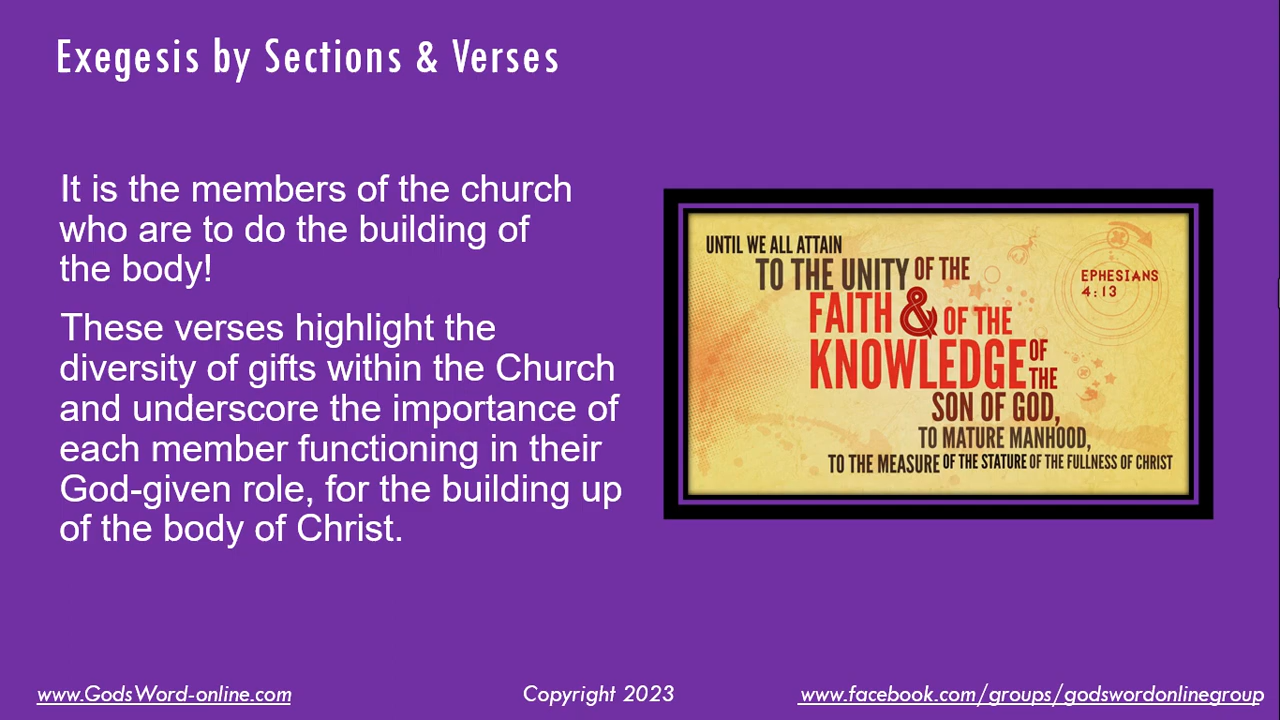 Exegesis by Sections & Verses
It is the members of the church
who are to do the building of
the body!
These verses highlight the
diversity of gifts within the Church
and underscore the importance of
each member functioning in their
God-given role, for the building up
of the body of Christ.
UNTIL WE ALL ATTAIN
TO THE UNITY OF THE
FAITH & OF THE
KNOWLEDGE OF THE
SON OF GOD,
TO MATURE MANHOOD,
TO THE MEASURE OF THE STATURE OF THE FULLNESS OF CHRIST
EPHESIANS
4:13
www.GodsWord-online.com
Copyright 2023
www.facebook.com/groups/godswordonlinegroup